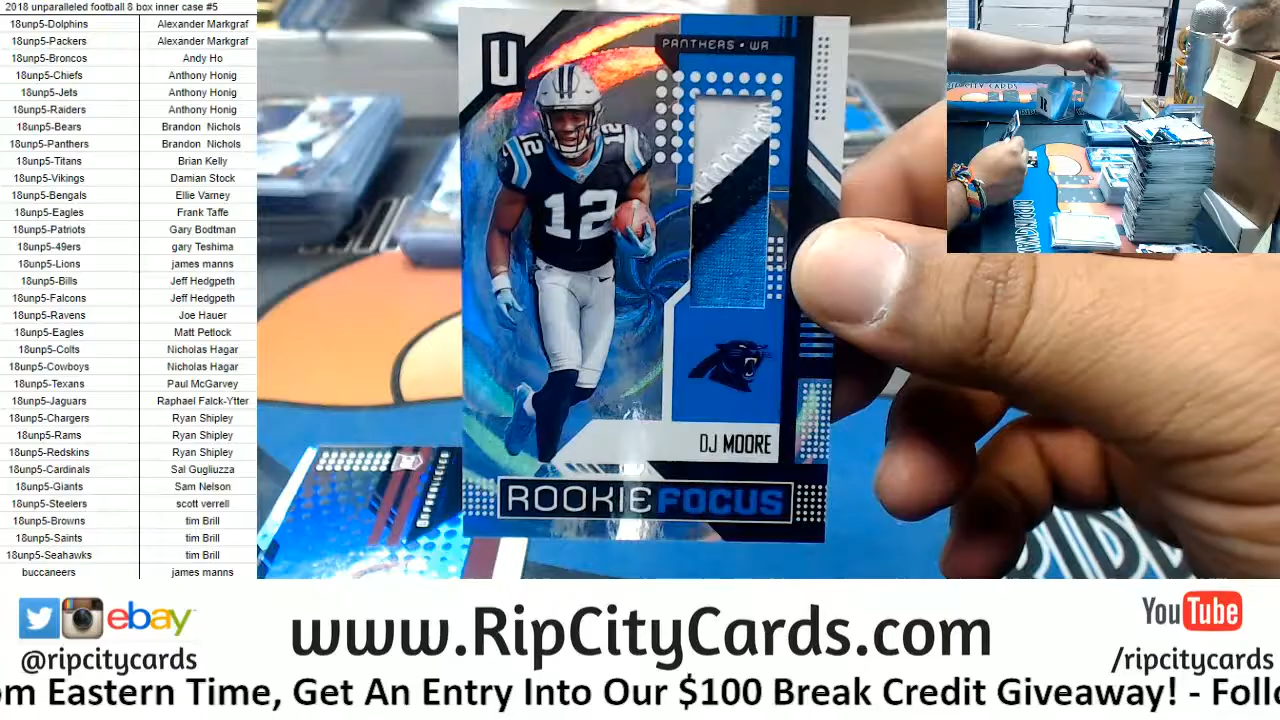 2018 unparalleled football 8 box inner case #5
18unp5-Dolphins Alexander Markgraf
18unp5-Packers Alexander Markgraf
18unp5-Broncos Andy Ho
18unp5-Chiefs Anthony Honig
18unp5-Jets Anthony Honig
18unp5-Raiders Anthony Honig
18unp5-Bears Brandon Nichols
18unp5-Panthers Brandon Nichols
18unp5-Titans Brian Kelly
18unp5-Vikings Damian Stock
18unp5-Bengals Ellie Varney
18unp5-Eagles Frank Taffe
18unp5-Patriots Gary Bodtman
18unp5-49ers gary Teshima
18unp5-Lions james manns
18unp5-Bills Jeff Hedgpeth
18unp5-Falcons Jeff Hedgpeth
18unp5-Ravens Joe Hauer
18unp5-Eagles Matt Petlock
18unp5-Colts Nicholas Hagar
18unp5-Cowboys Nicholas Hagar
18unp5-Texans Paul McGarvey
18unp5-Jaguars Raphael Falck-Ytter
18unp5-Chargers Ryan Shipley
18unp5-Rams Ryan Shipley
18unp5-Redskins Ryan Shipley
18unp5-Cardinals Sal Gugliuzza
18unp5-Giants Sam Nelson
18unp5-Steelers scott verrell
18unp5-Browns tim Brill
18unp5-Saints tim Brill
18unp5-Seahawks tim Brill
buccaneers james manns
U
PANTHERS • WR
12
12
12
DJ MOORE
ROOKIE FOCUS
RIP CITY CARDS
ebay
@ripcitycards
www.RipCityCards.com
YouTube
/ripcitycards
om Eastern Time, Get An Entry Into Our $100 Break Credit Giveaway! - Follo